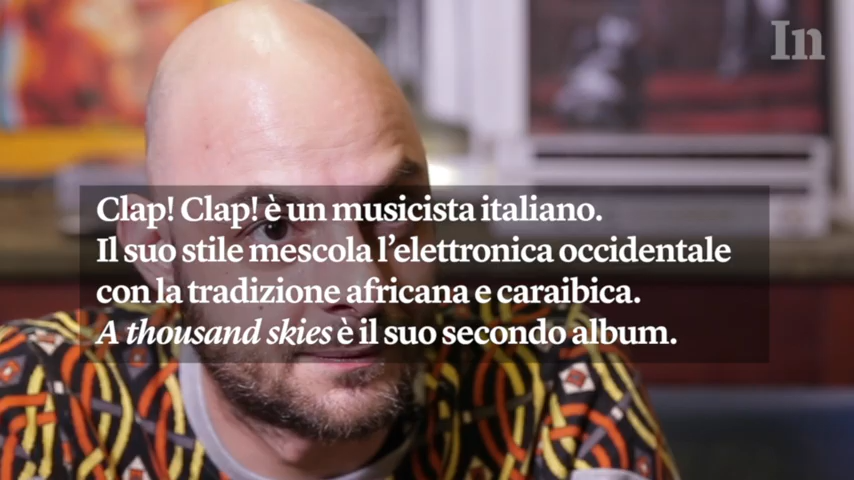 In
Clap! Clap! è un musicista italiano.
Il suo stile mescola l’elettronica occidentale
con la tradizione africana e caraibica.
A thousand skies è il suo secondo album.